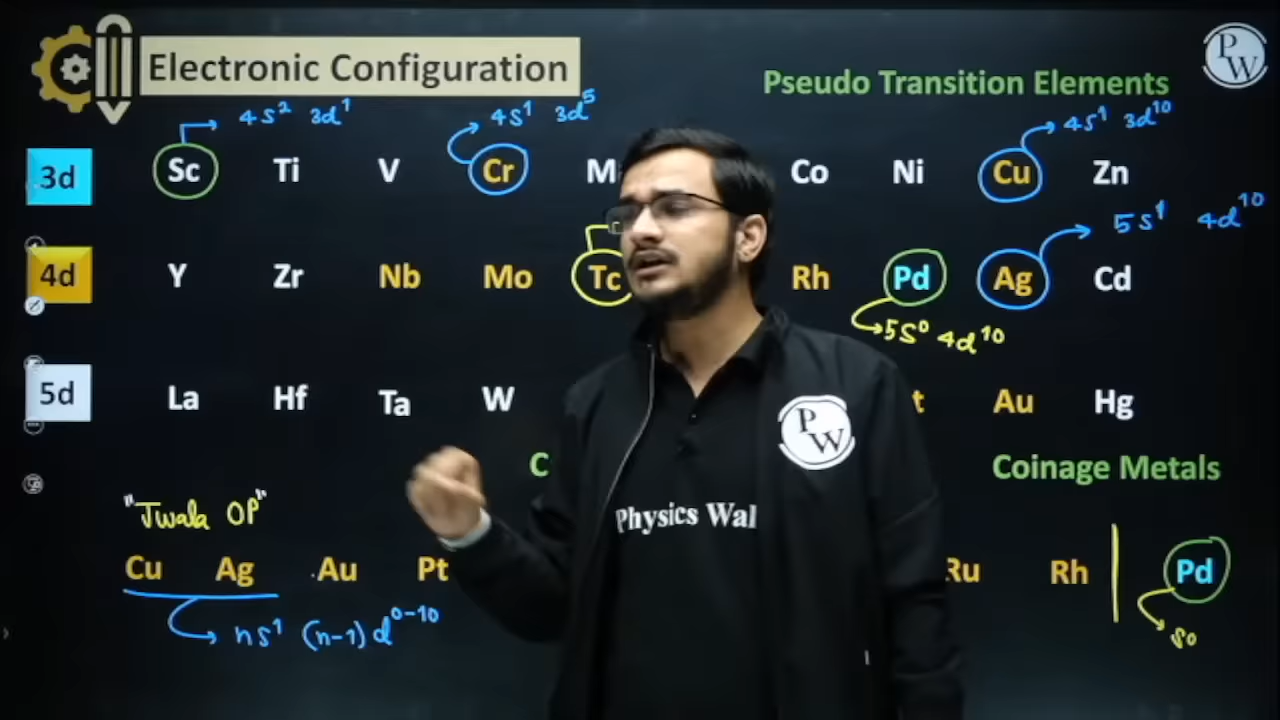 Electronic Configuration
Pseudo Transition Elements
PW
4s² 3d¹
4s¹ 3d⁵
4s¹ 3d¹⁰
3d Sc Ti V Cr Co Ni Cu Zn
5s¹ 4d¹⁰
4d Y Zr Nb Mo Tc Rh Pd Ag Cd
5s⁰ 4d¹⁰
5d La Hf Ta W t Au Hg
PW
C
Coinage Metals
"Jwala OP"
Physics Wal
Cu Ag Au Pt Ru Rh Pd
ns¹ (n-1)d⁰⁻¹⁰
s⁰